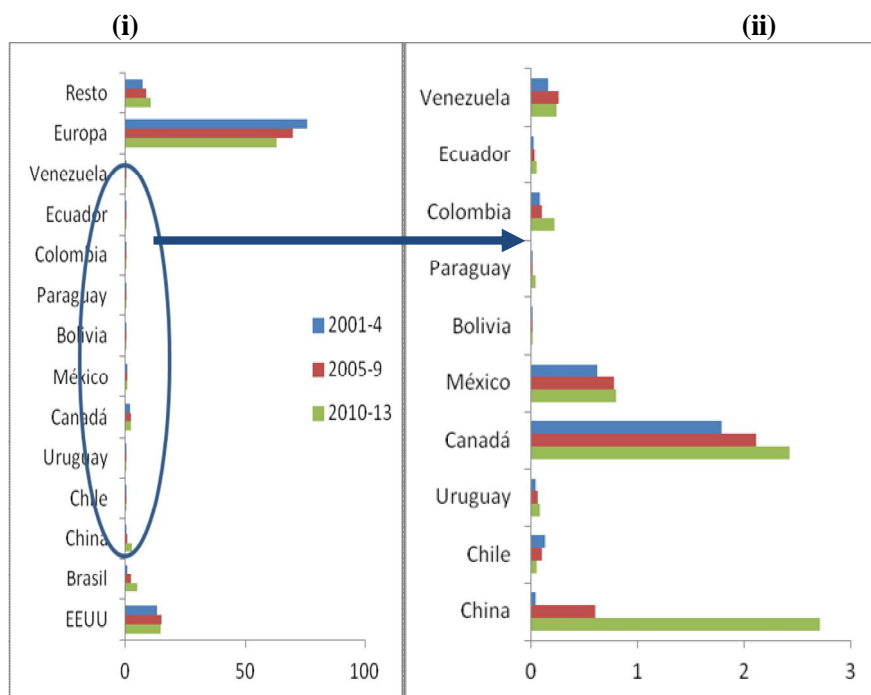 (i)
Resto
Europa
Venezuela
Ecuador
Colombia
Paraguay
Bolivia
México
Canadá
Uruguay
Chile
China
Brasil
EEUU
0 50 100
2001-4
2005-9
2010-13
(ii)
Venezuela
Ecuador
Colombia
Paraguay
Bolivia
México
Canadá
Uruguay
Chile
China
0 1 2 3